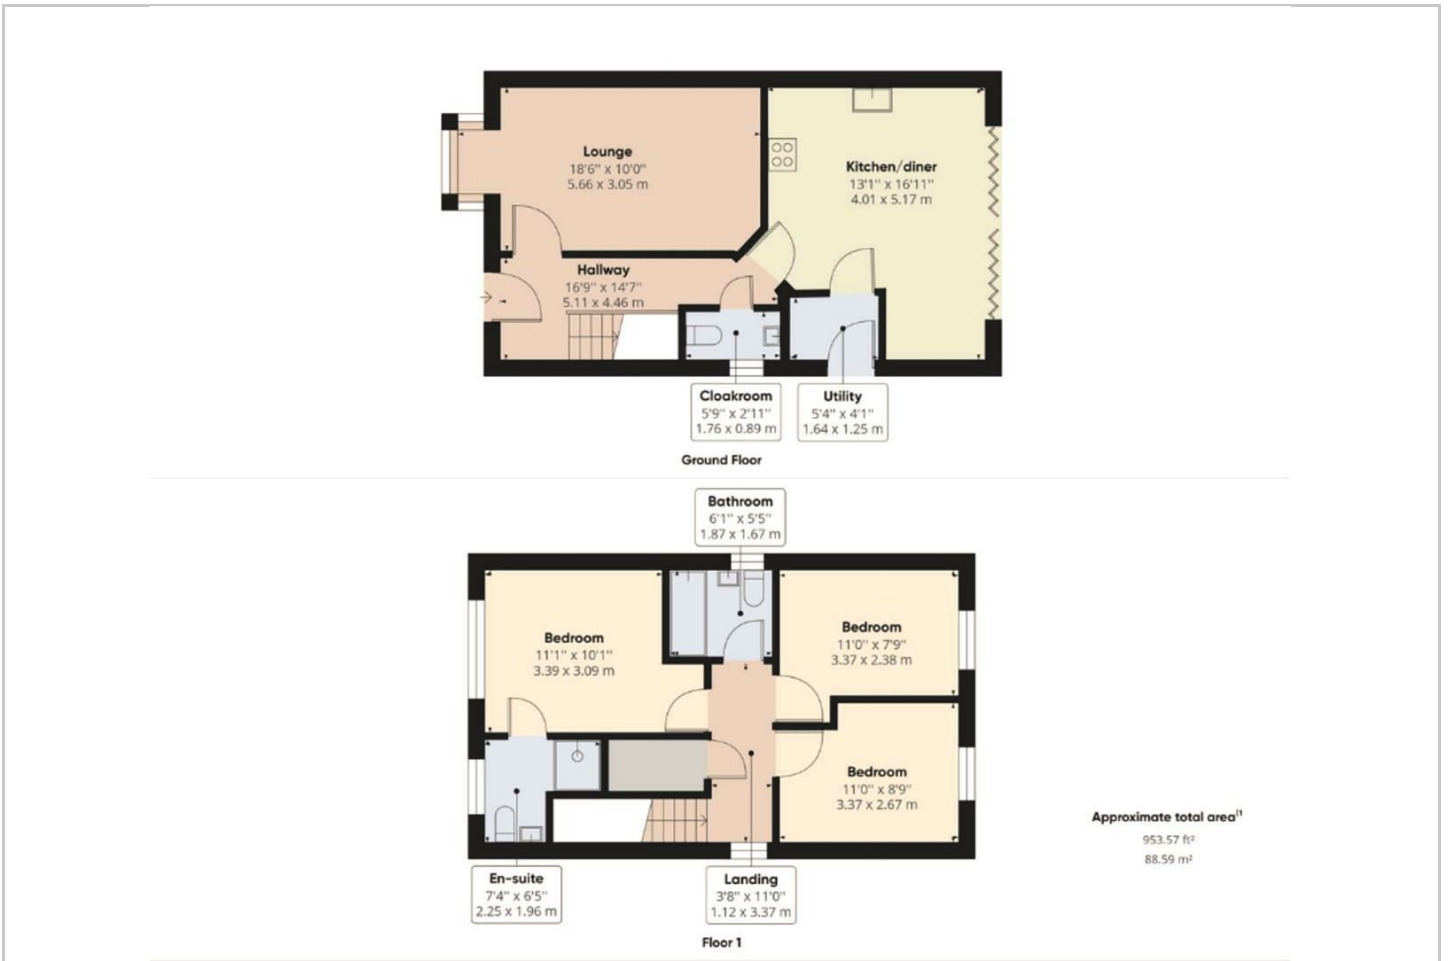 Lounge
18'6" x 10'0"
5.66 x 3.05 m
Kitchen/diner
13'1" x 16'11"
4.01 x 5.17 m
Hallway
16'9" x 14'7"
5.11 x 4.46 m
Cloakroom
5'9" x 2'11"
1.76 x 0.89 m
Utility
5'4" x 4'1"
1.64 x 1.25 m
Ground Floor
Bathroom
6'1" x 5'5"
1.87 x 1.67 m
Bedroom
11'1" x 10'1"
3.39 x 3.09 m
Bedroom
11'0" x 7'9"
3.37 x 2.38 m
Bedroom
11'0" x 8'9"
3.37 x 2.67 m
Approximate total area⁽¹
953.57 ft²
88.59 m²
En-suite
7'4" x 6'5"
2.25 x 1.96 m
Landing
3'8" x 11'0"
1.12 x 3.37 m
Floor 1